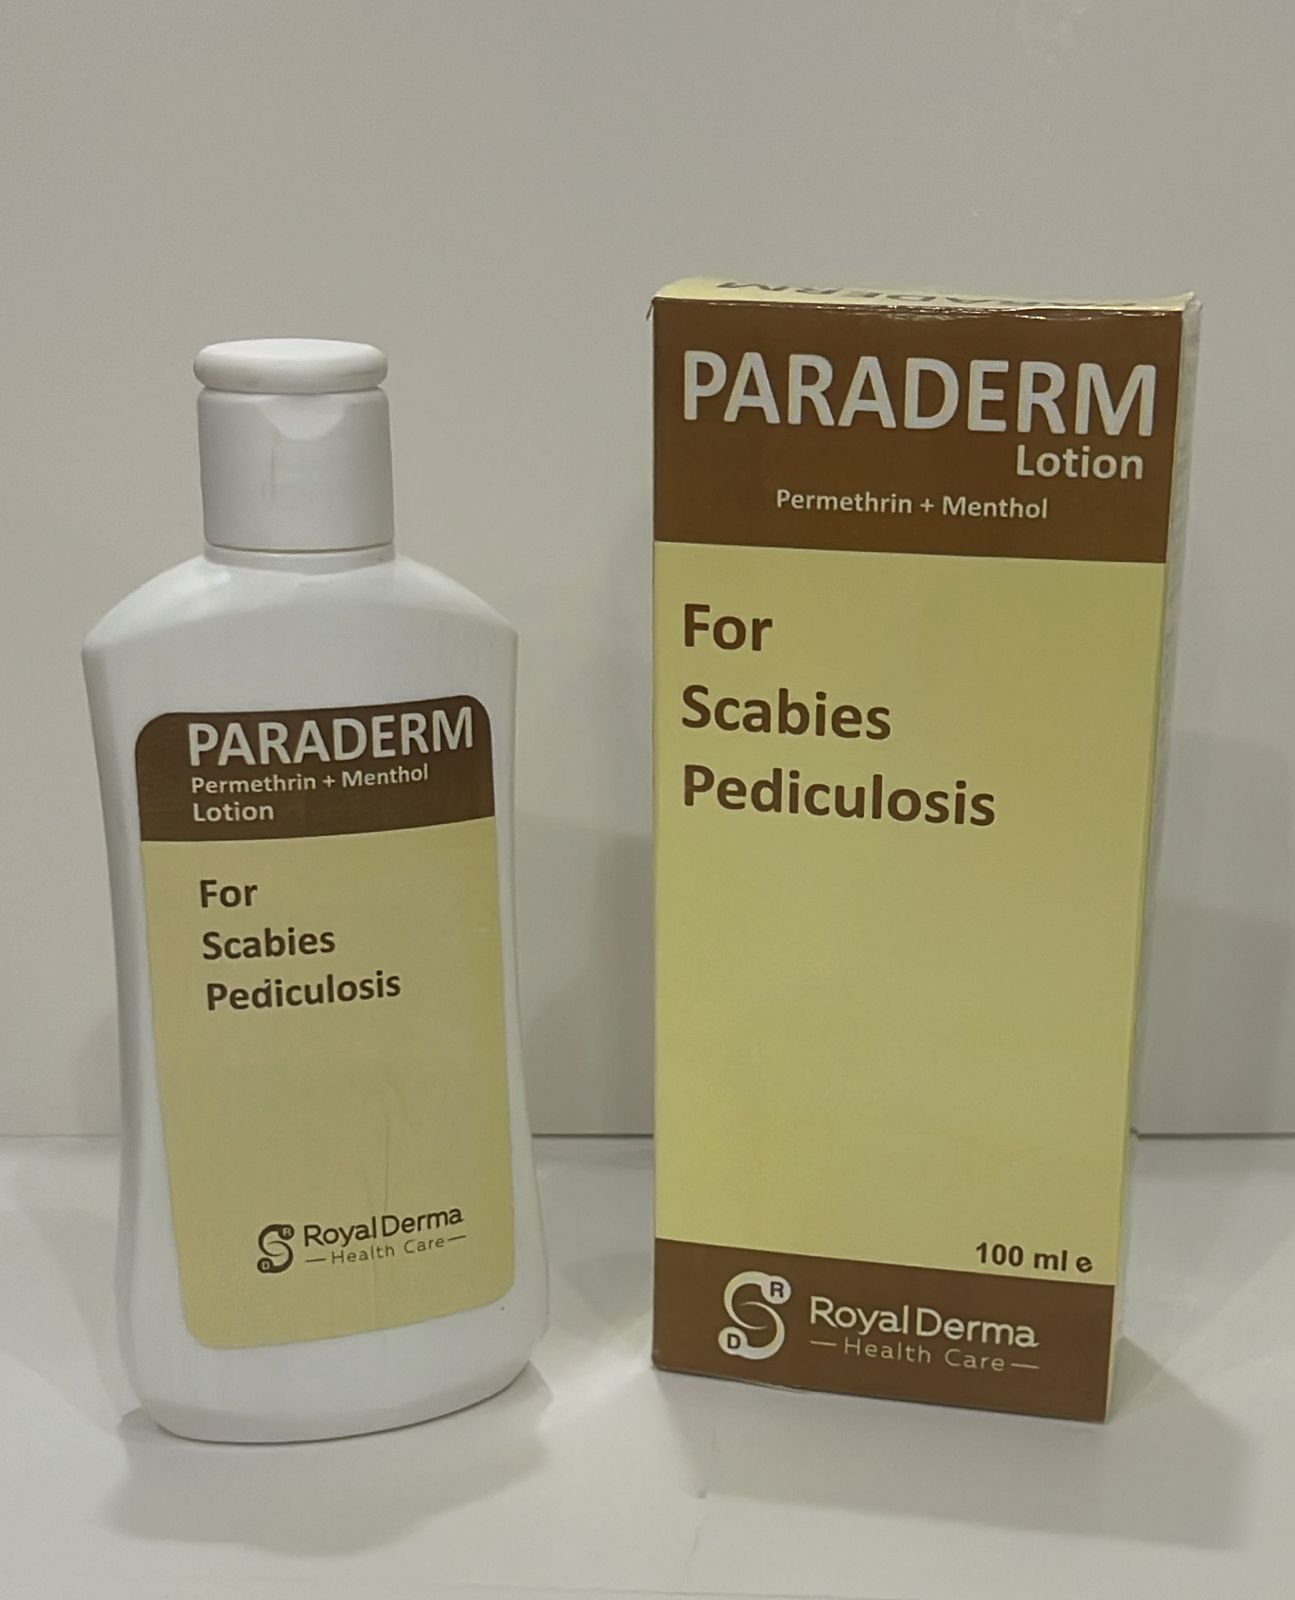 PARADERM
Permethrin + Menthol
Lotion
For
Scabies
Pediculosis
R
D
RoyalDerma
Health Care
PARADERM
PARADERM
Lotion
Permethrin + Menthol
For
Scabies
Pediculosis
100 ml e
R
D
RoyalDerma
Health Care